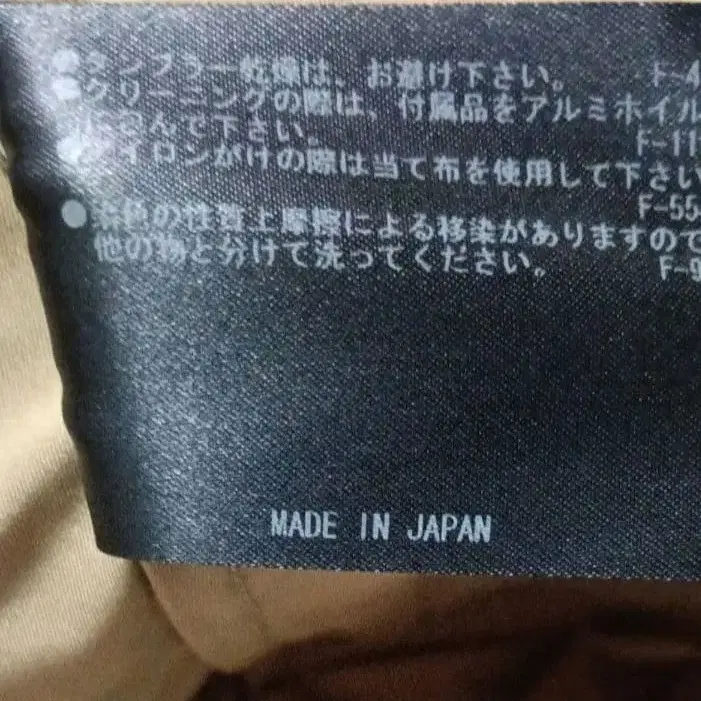 ●タンブラー乾燥は、お避け下さい。 F-4
●クリーニングの際は、付属品をアルミホイル
に包んで下さい。 F-11
●アイロンがけの際は当て布を使用して下さい
F-55
●染色の性質上摩擦による移染がありますので
他の物と分けて洗ってください。 F-9
MADE IN JAPAN